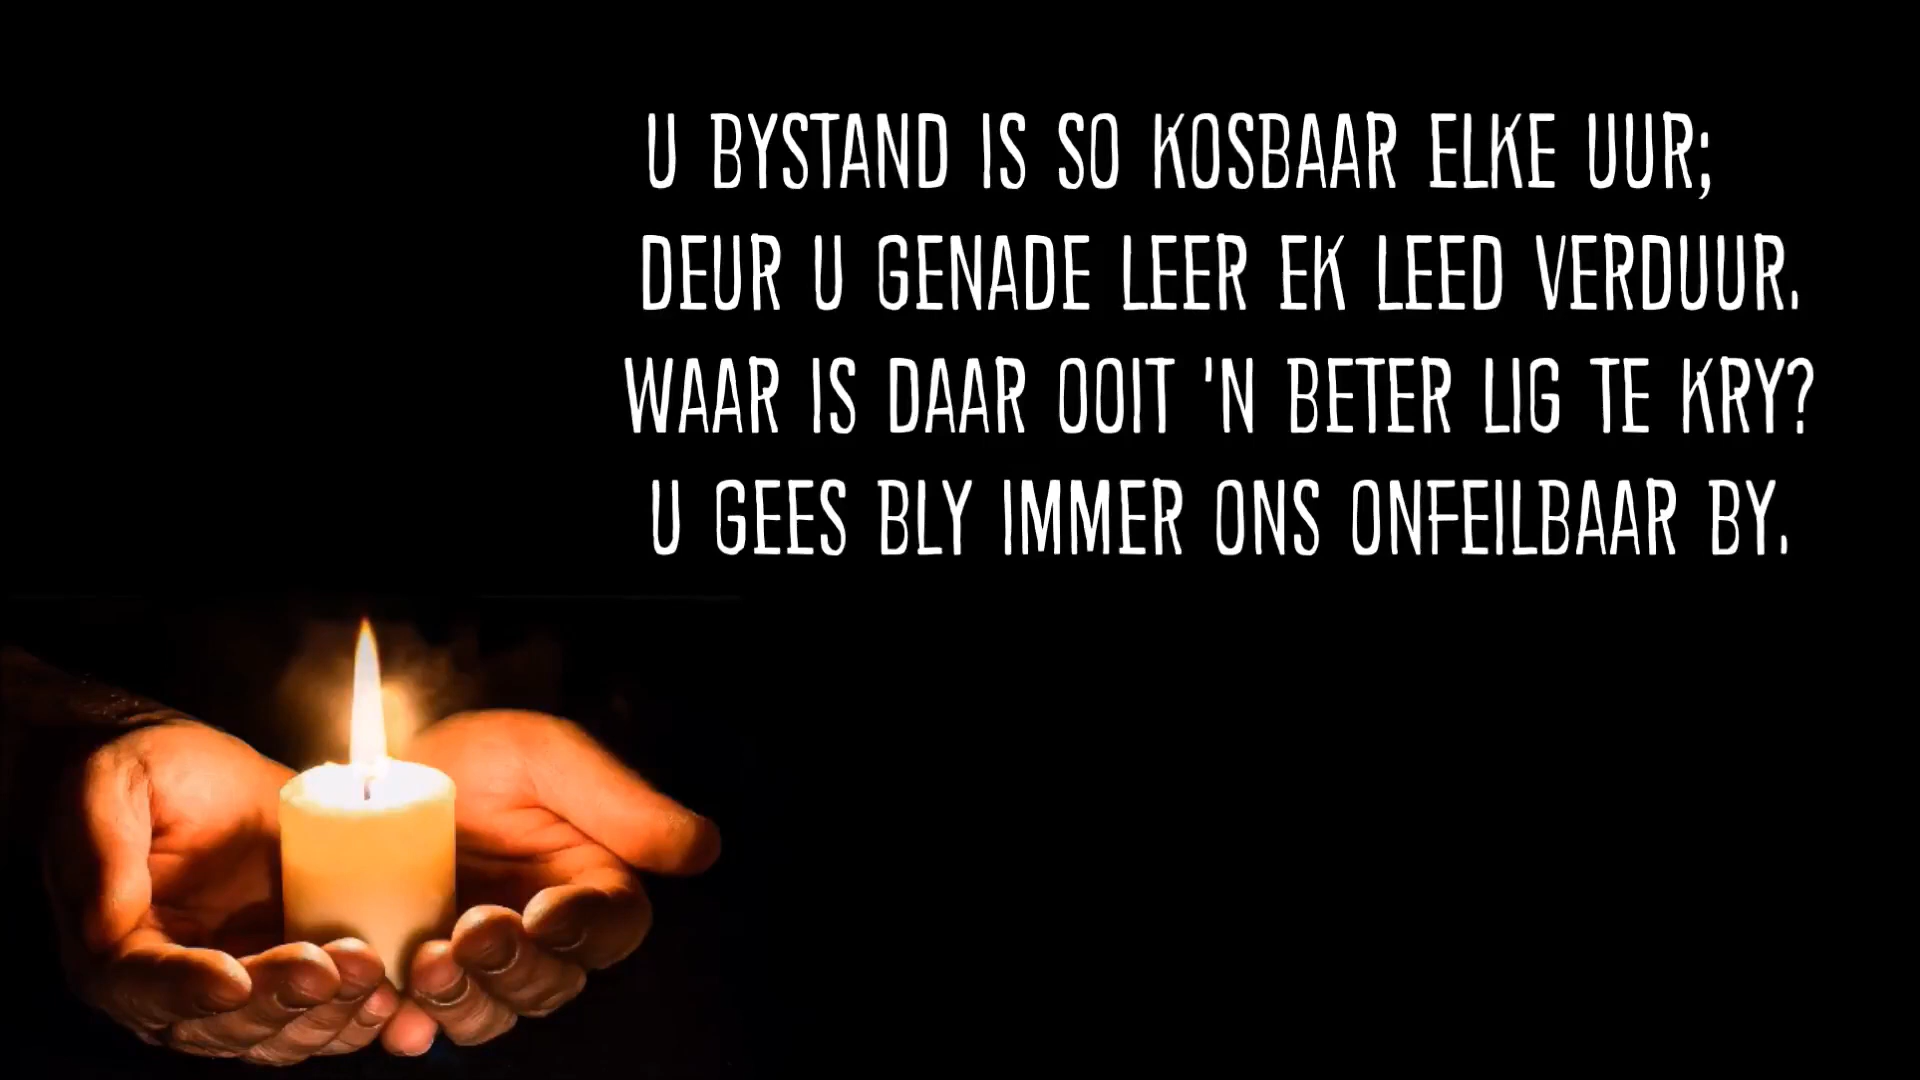 U BYSTAND IS SO KOSBAAR ELKE UUR;
DEUR U GENADE LEER EK LEED VERDUUR.
WAAR IS DAAR OOIT 'N BETER LIG TE KRY?
U GEES BLY IMMER ONS ONFEILBAAR BY.